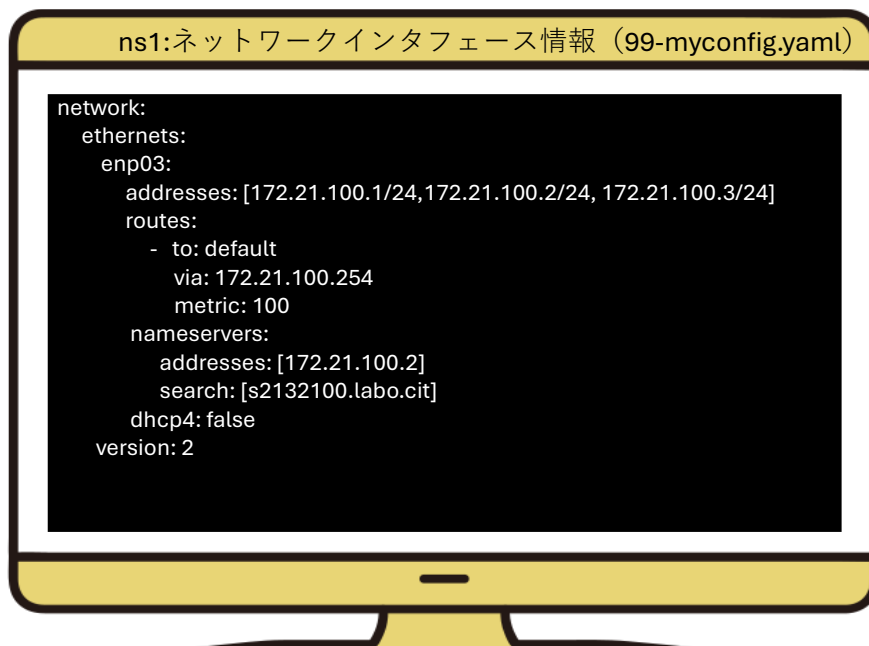 ns1:ネットワークインタフェース情報（99-myconfig.yaml）
network:
ethernets:
enp03:
addresses: [172.21.100.1/24,172.21.100.2/24, 172.21.100.3/24]
routes:
- to: default
via: 172.21.100.254
metric: 100
nameservers:
addresses: [172.21.100.2]
search: [s2132100.labo.cit]
dhcp4: false
version: 2